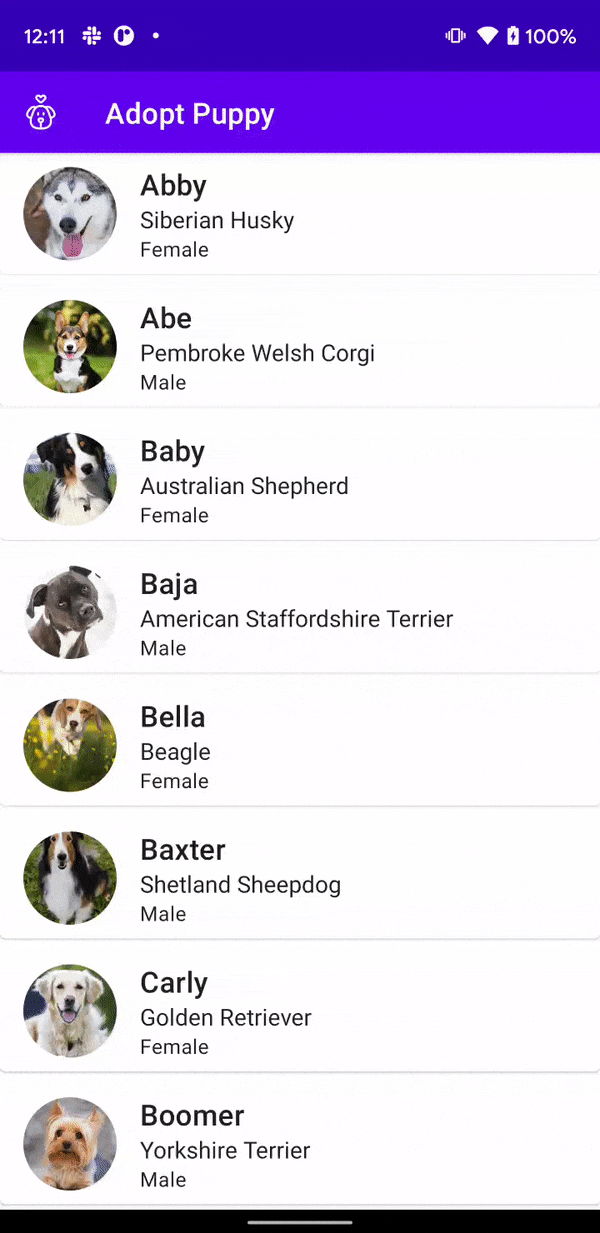 12:11
100%
Adopt Puppy
Abby
Siberian Husky
Female
Abe
Pembroke Welsh Corgi
Male
Baby
Australian Shepherd
Female
Baja
American Staffordshire Terrier
Male
Bella
Beagle
Female
Baxter
Shetland Sheepdog
Male
Carly
Golden Retriever
Female
Boomer
Yorkshire Terrier
Male